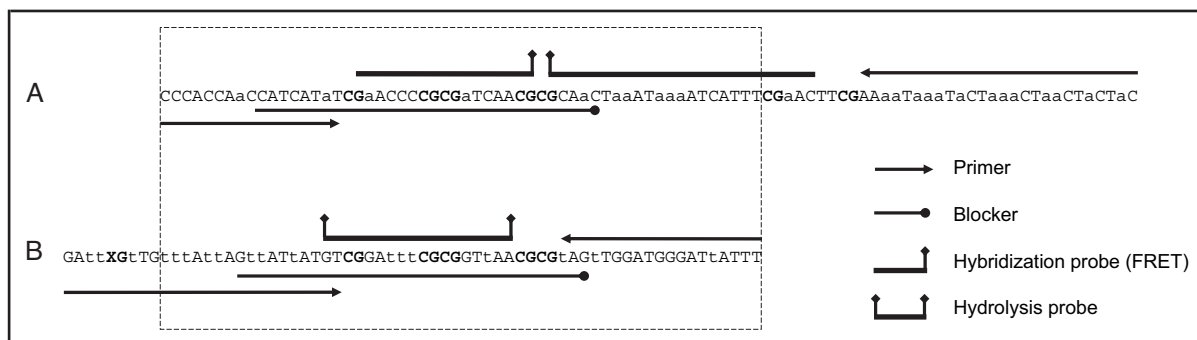 A
CCCACCAaCCATCATaTCGaACCCCGCGaTCAACGCGCAaCTaaATaaaATCATTTCGaACTTCGAAaaTaaaTaCTaaaCTaaCTaCTaC
Primer
Blocker
B
GAttXGtTGtttAttAGttATtATGTCGGAtttCGCGGTtAACGCGtAGtTGGATGGGATtATTT
Hybridization probe (FRET)
Hydrolysis probe